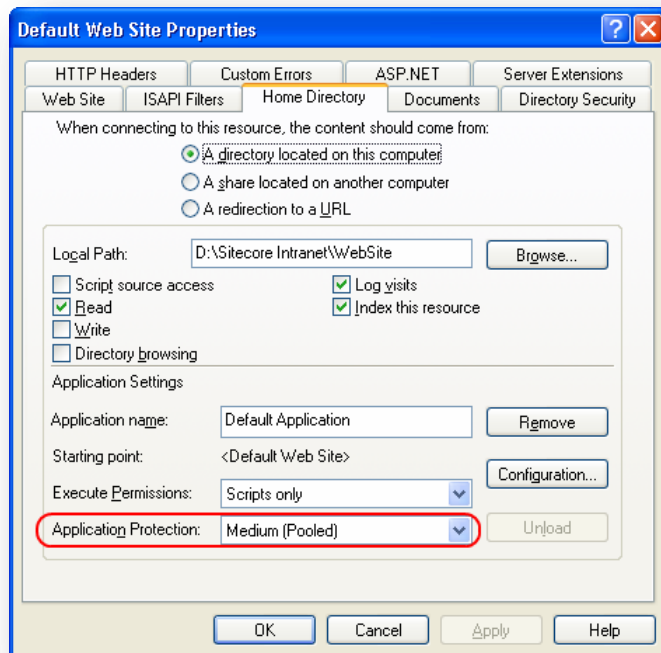 Default Web Site Properties
HTTP Headers Custom Errors ASP.NET Server Extensions
Web Site ISAPI Filters Home Directory Documents Directory Security
When connecting to this resource, the content should come from:
A directory located on this computer
A share located on another computer
A redirection to a URL
Local Path: D:\Sitecore Intranet\WebSite Browse...
Script source access Log visits
Read Index this resource
Write
Directory browsing
Application Settings
Application name: Default Application Remove
Starting point: <Default Web Site>
Configuration...
Execute Permissions: Scripts only
Application Protection: Medium (Pooled) Unload
OK Cancel Apply Help